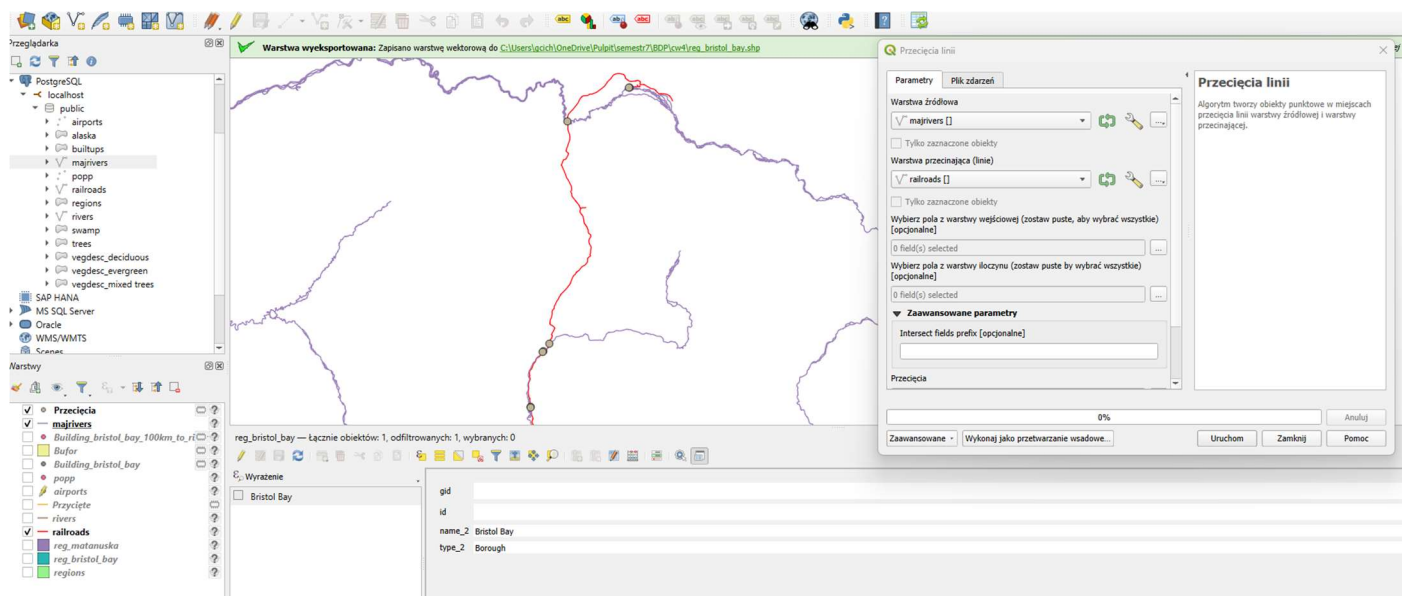 Przeglądarka
PostgreSQL
localhost
public
airports
alaska
builtups
majrivers
popp
railroads
regions
rivers
swamp
trees
vegdesc_deciduous
vegdesc_evergreen
vegdesc_mixed trees
SAP HANA
MS SQL Server
Oracle
WMS/WMTS
Scenes
Warstwy
Przecięcia
majrivers
Building_bristol_bay_100km_to_ri
Bufor
Building_bristol_bay
popp
airports
Przycięte
rivers
railroads
reg_matanuska
reg_bristol_bay
regions
Warstwa wyeksportowana: Zapisano warstwę wektorową do C:\Users\gcich\OneDrive\Pulpit\semestr7\BDP\cw4\reg_bristol_bay.shp
reg_bristol_bay — Łącznie obiektów: 1, odfiltrowanych: 1, wybranych: 0
Wyrażenie
Bristol Bay
gid
id
name_2 Bristol Bay
type_2 Borough
Przecięcia linii
Parametry Plik zdarzeń
Warstwa źródłowa
majrivers []
Tylko zaznaczone obiekty
Warstwa przecinająca (linie)
railroads []
Tylko zaznaczone obiekty
Wybierz pola z warstwy wejściowej (zostaw puste, aby wybrać wszystkie)
[opcjonalne]
0 field(s) selected
Wybierz pola z warstwy iloczynu (zostaw puste by wybrać wszystkie)
[opcjonalne]
0 field(s) selected
Zaawansowane parametry
Intersect fields prefix [opcjonalne]
Przecięcia
Przecięcia linii
Algorytm tworzy obiekty punktowe w miejscach
przecięcia linii warstwy źródłowej i warstwy
przecinającej.
0%
Anuluj
Zaawansowane
Wykonaj jako przetwarzanie wsadowe...
Uruchom
Zamknij
Pomoc